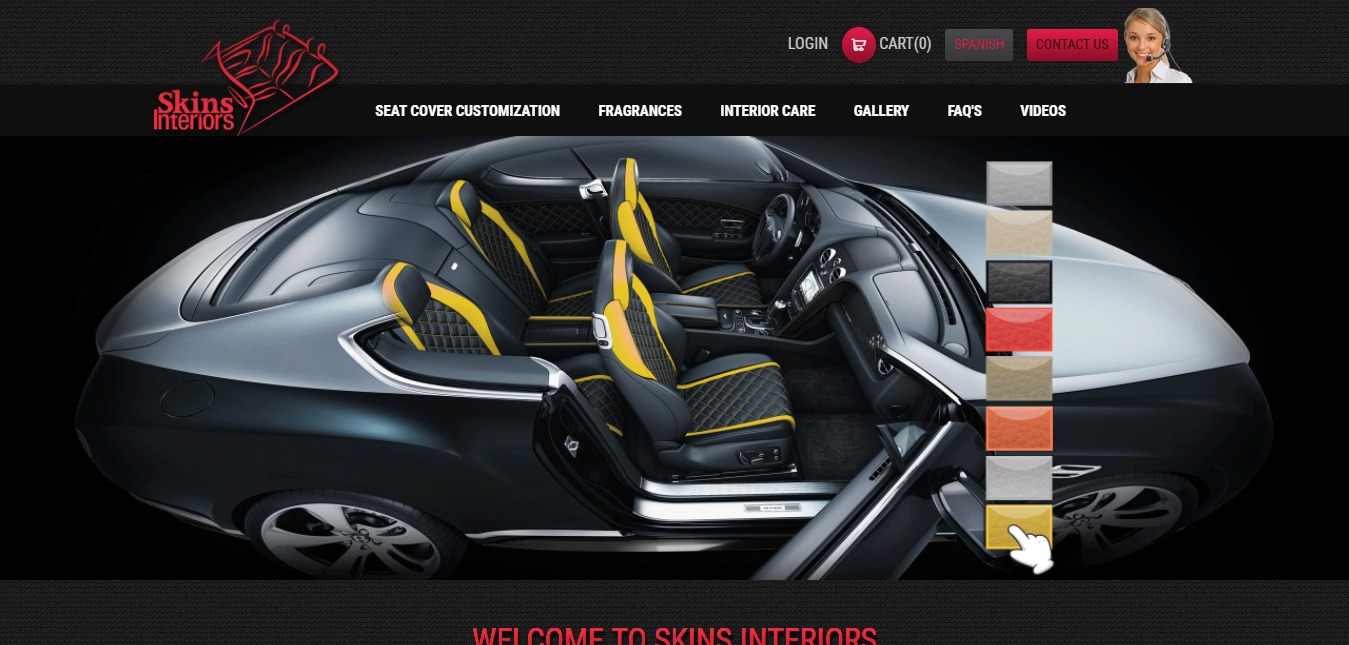 LOGIN
CART(0)
SPANISH
CONTACT US
Skins
Interiors
SEAT COVER CUSTOMIZATION
FRAGRANCES
INTERIOR CARE
GALLERY
FAQ'S
VIDEOS
WELCOME TO SKINS INTERIORS